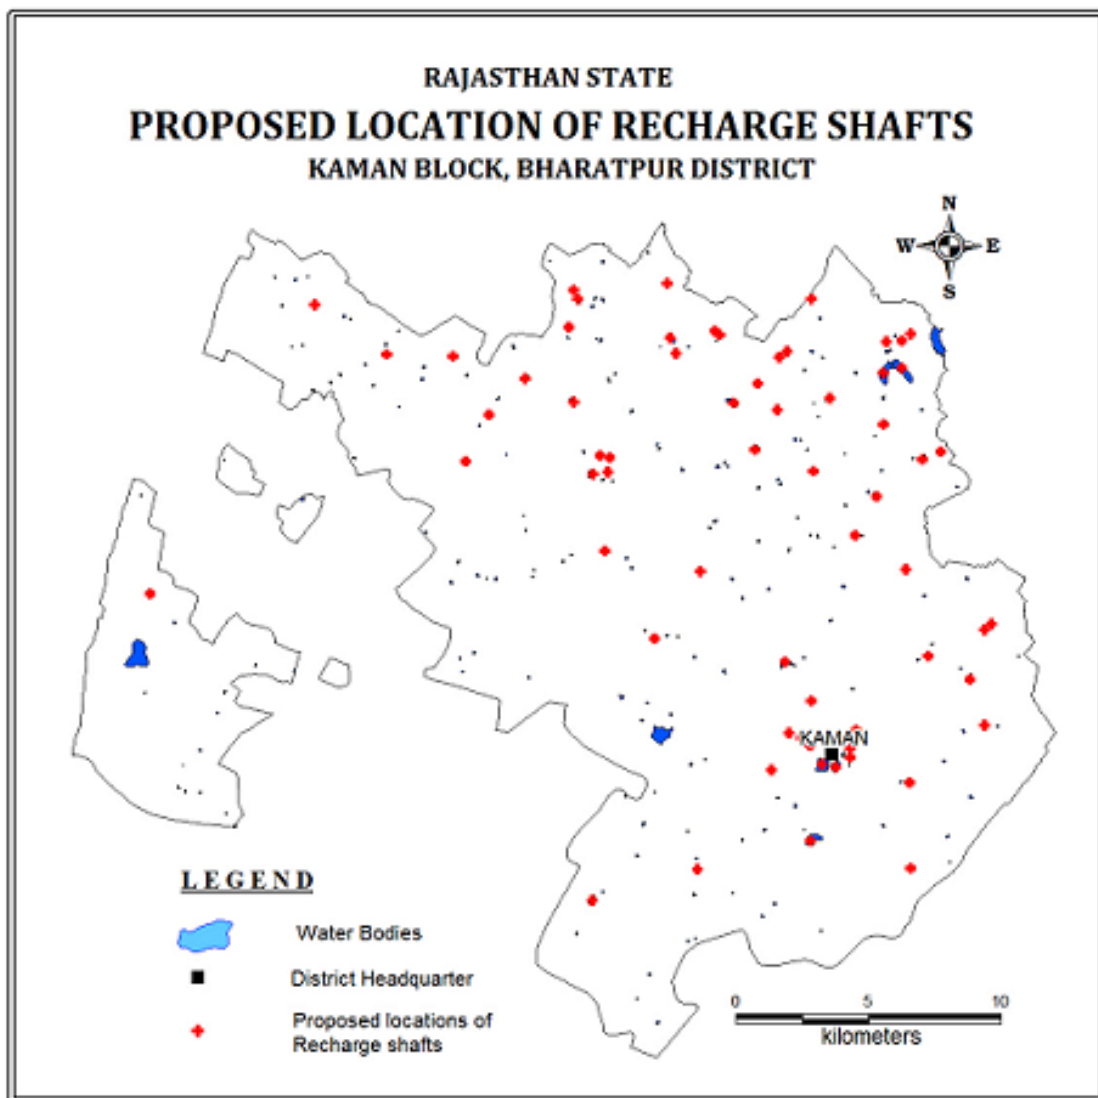 RAJASTHAN STATE
PROPOSED LOCATION OF RECHARGE SHAFTS
KAMAN BLOCK, BHARATPUR DISTRICT
N
W E
S
KAMAN
LEGEND
Water Bodies
District Headquarter
Proposed locations of
Recharge shafts
0 5 10
kilometers